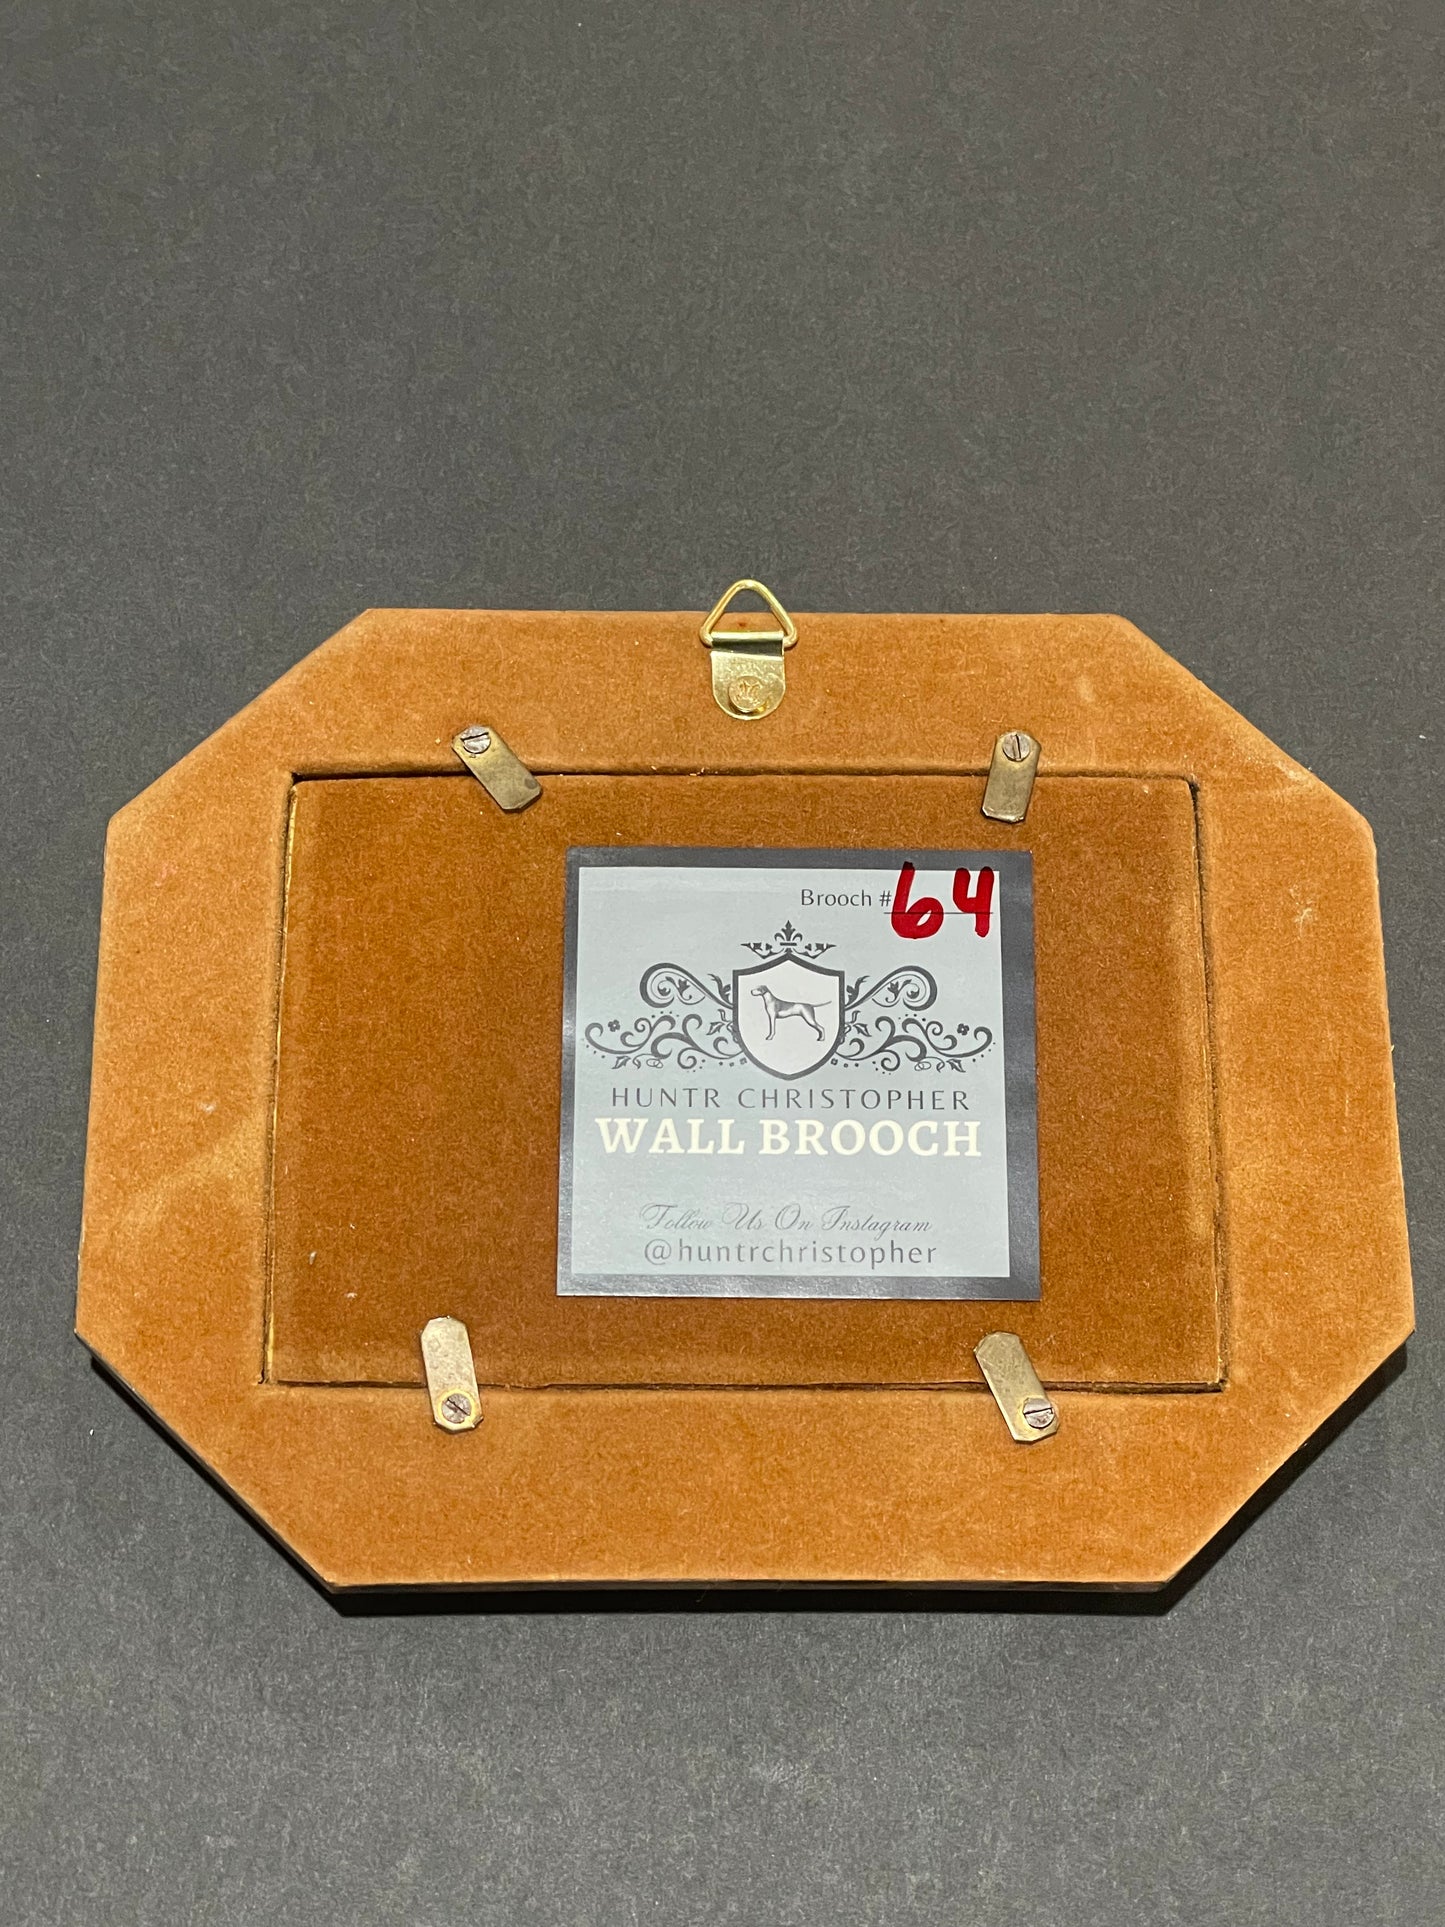 Brooch # 64
HUNTR CHRISTOPHER
WALL BROOCH
Follow Us On Instagram
@huntrchristopher